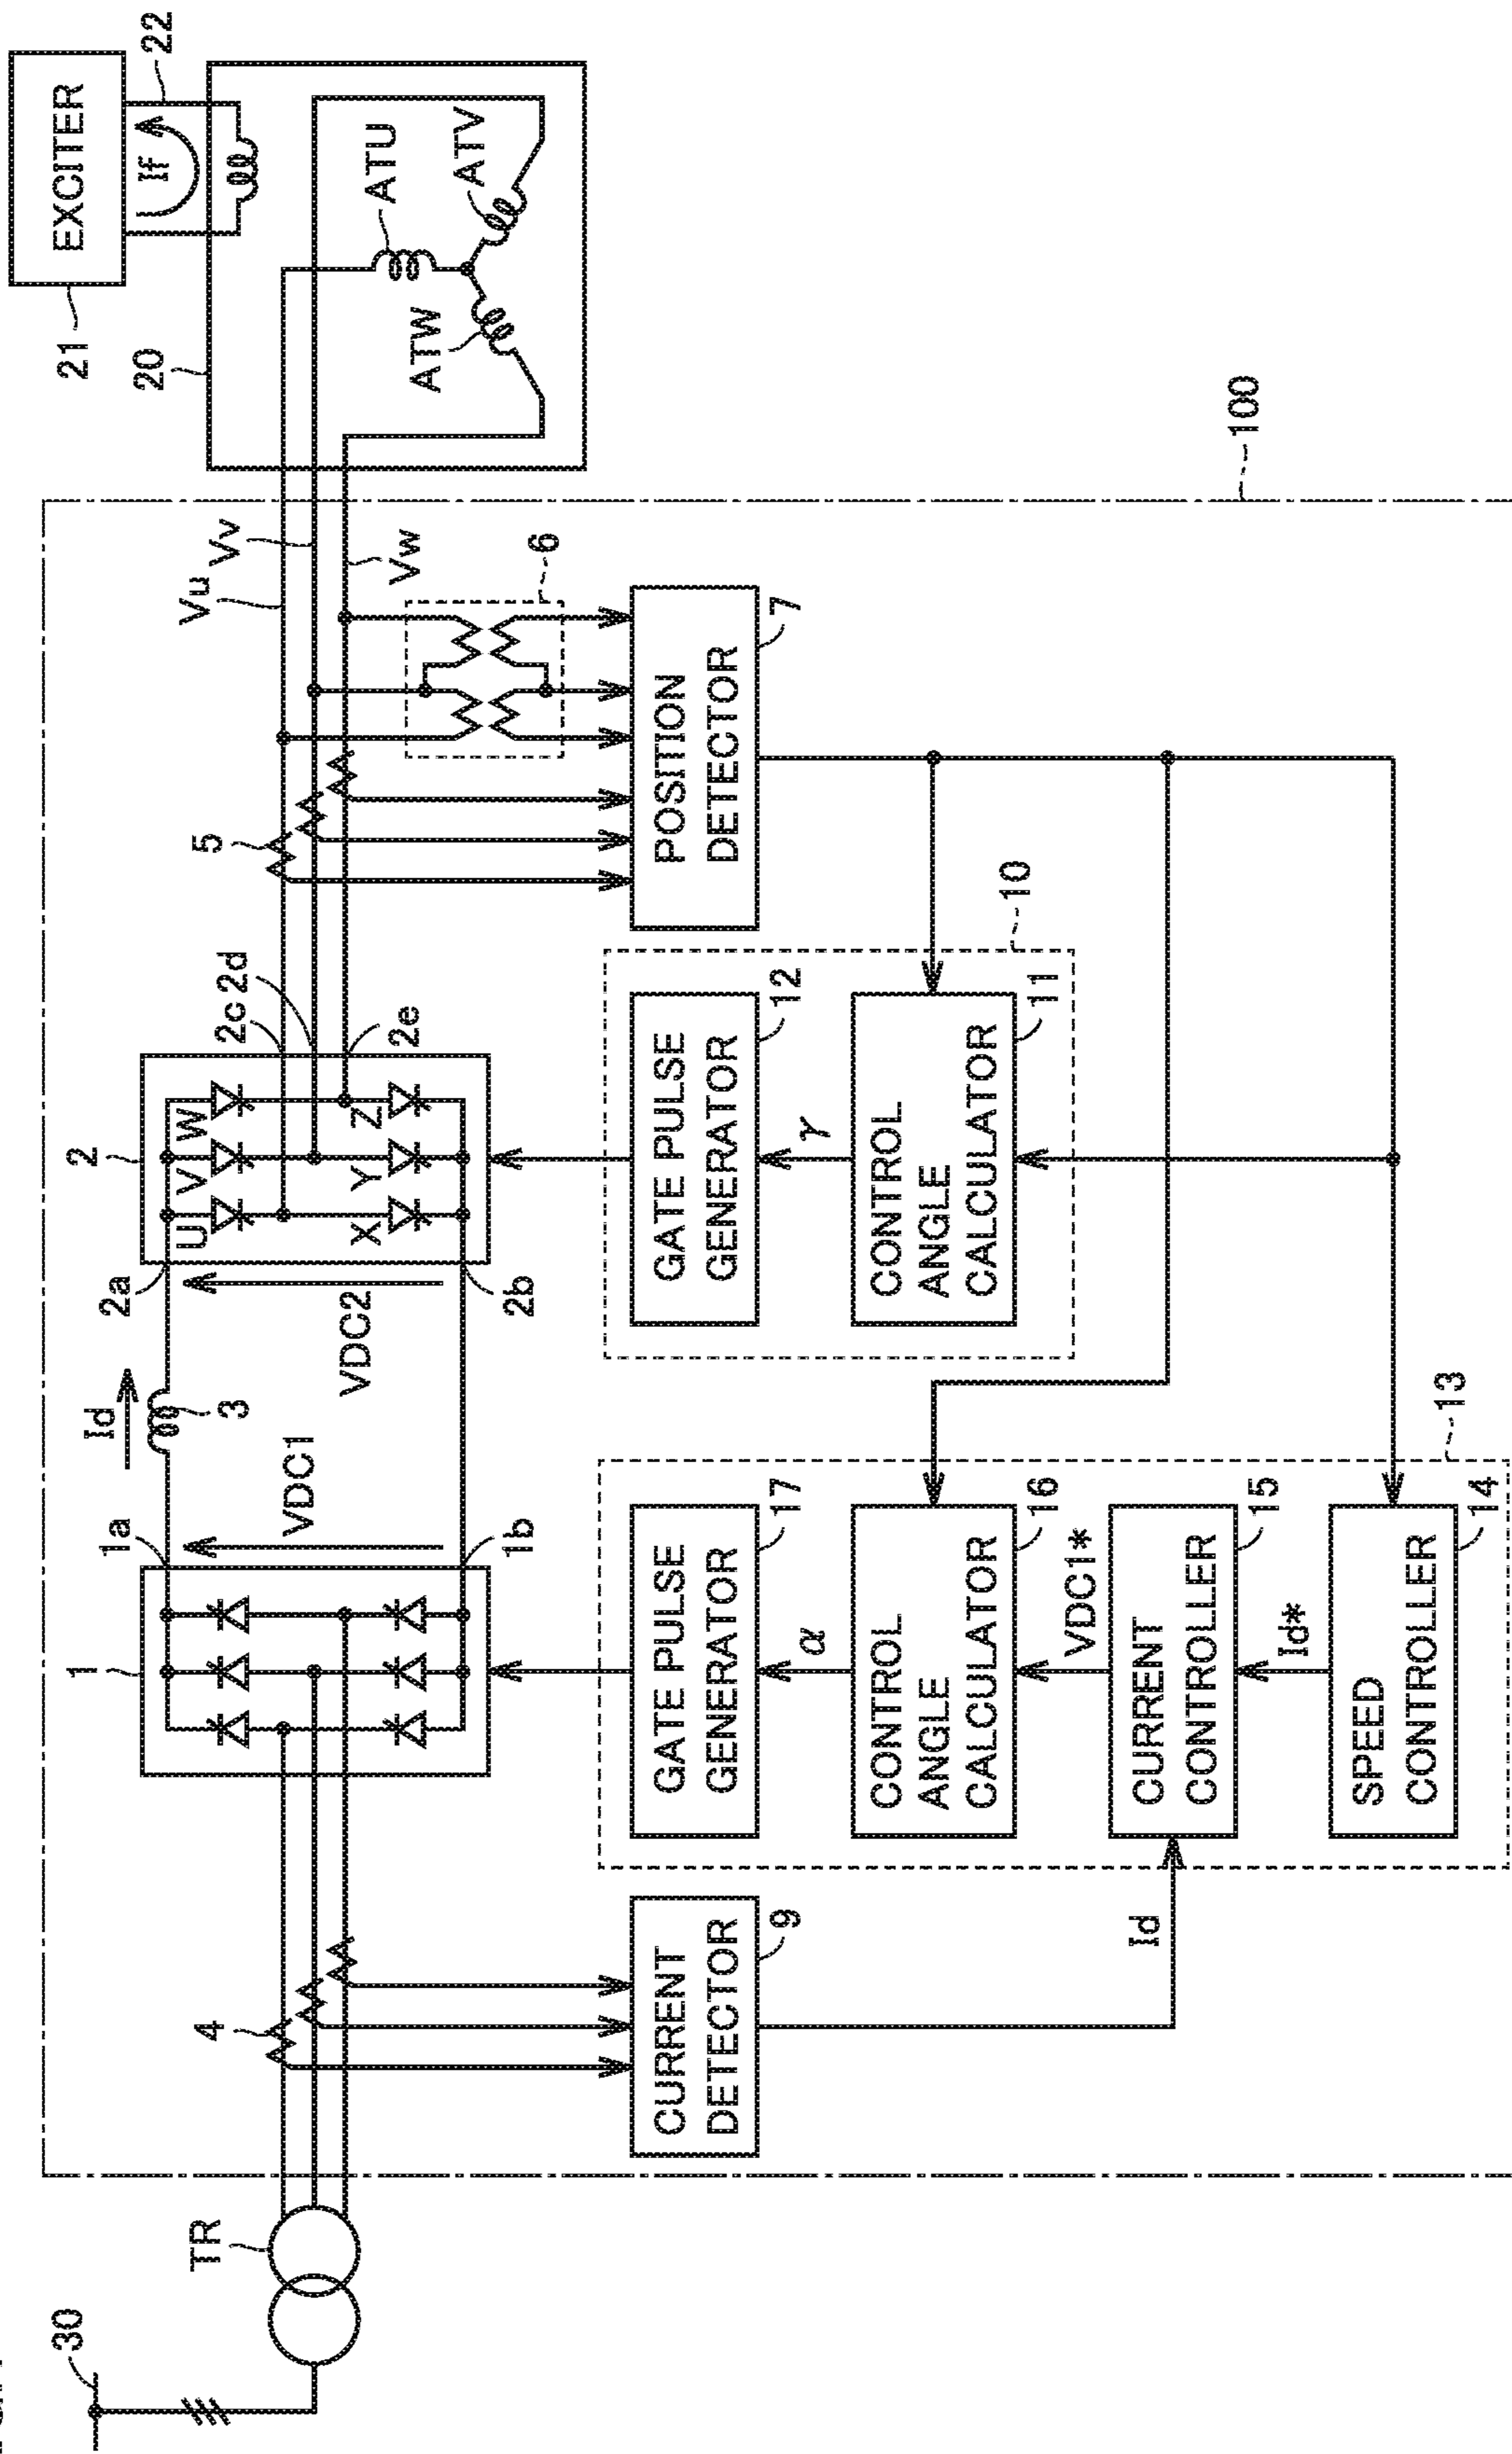 30
TR
4
1
1a
1b
VDC1
Id
3
VDC2
2a
2b
2
U
V
W
X
Y
Z
2c
2d
2e
5
Vu
Vv
Vw
6
20
21
EXCITER
If
22
ATU
ATV
ATW
100
CURRENT
DETECTOR
9
Id
GATE PULSE
GENERATOR
17
α
CONTROL
ANGLE
CALCULATOR
16
VDC1*
CURRENT
CONTROLLER
15
Id*
SPEED
CONTROLLER
14
13
GATE PULSE
GENERATOR
12
γ
CONTROL
ANGLE
CALCULATOR
11
10
POSITION
DETECTOR
7